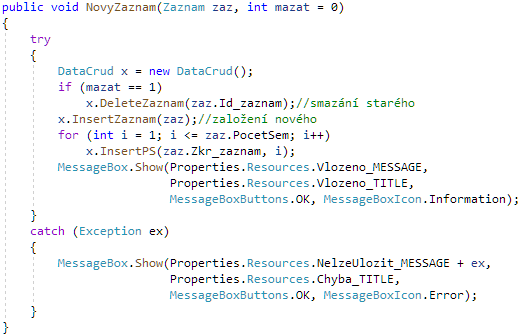 public void NovyZaznam(Zaznam zaz, int mazat = 0)
{
    try
    {
        DataCrud x = new DataCrud();
        if (mazat == 1)
            x.DeleteZaznam(zaz.Id_zaznam);//smazání starého
        x.InsertZaznam(zaz);//založení nového
        for (int i = 1; i <= zaz.PocetSem; i++)
            x.InsertPS(zaz.Zkr_zaznam, i);
        MessageBox.Show(Properties.Resources.Vlozeno_MESSAGE,
                        Properties.Resources.Vlozeno_TITLE,
                        MessageBoxButtons.OK, MessageBoxIcon.Information);
    }
    catch (Exception ex)
    {
        MessageBox.Show(Properties.Resources.NelzeUlozit_MESSAGE + ex,
                        Properties.Resources.Chyba_TITLE,
                        MessageBoxButtons.OK, MessageBoxIcon.Error);
    }
}